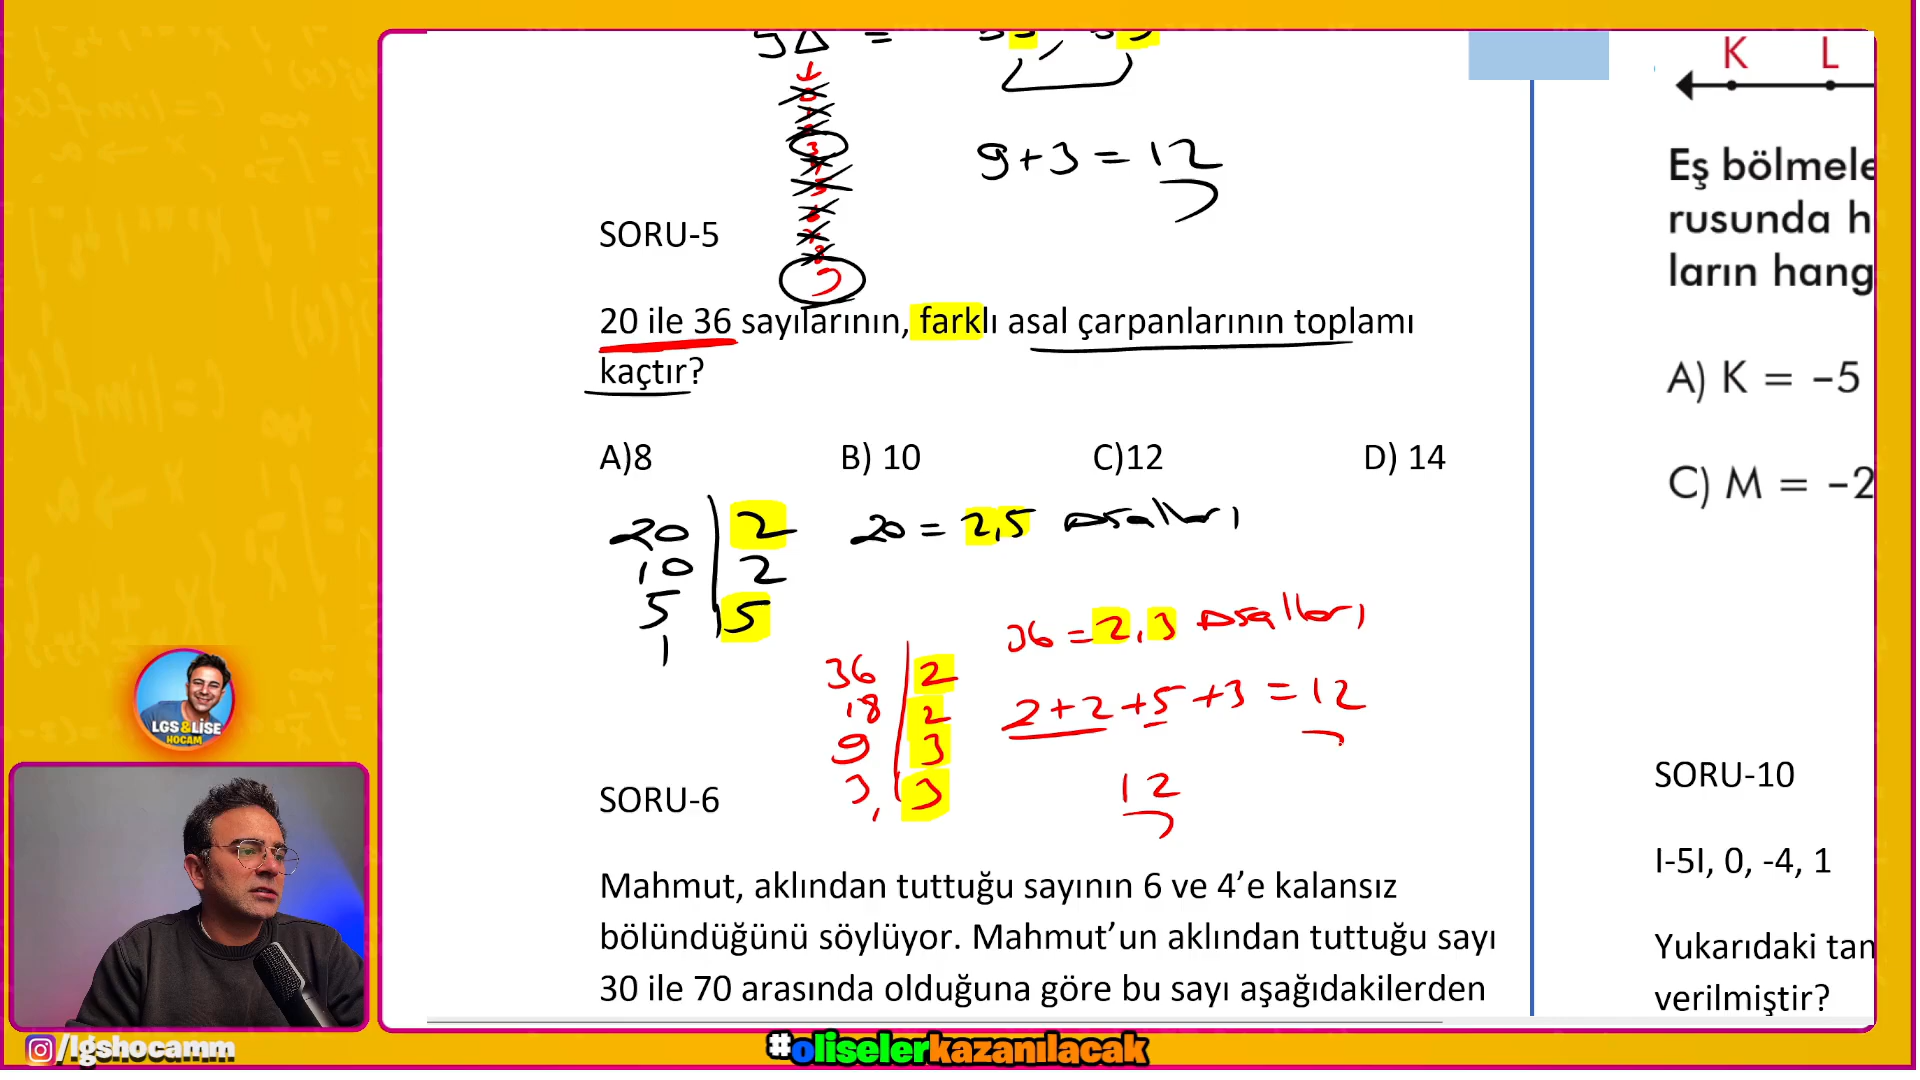 9 + 3 = 12
SORU-5
20 ile 36 sayılarının, farklı asal çarpanlarının toplamı
kaçtır?
A)8 B) 10 C)12 D) 14
20 2
10 2
5 5
1
20 = 2,5 Asalları
36 = 2, 3 Asalları
36 2
18 2
9 3
3 3
2 + 2 + 5 + 3 = 12
12
SORU-6
Mahmut, aklından tuttuğu sayının 6 ve 4’e kalansız
bölündüğünü söylüyor. Mahmut’un aklından tuttuğu sayı
30 ile 70 arasında olduğuna göre bu sayı aşağıdakilerden
K L
Eş bölmele
rusunda h
ların hang
A) K = –5
C) M = –2
SORU-10
I-5I, 0, -4, 1
Yukarıdaki tan
verilmiştir?
LGS&LİSE
HOCAM
/lgshocamm
#oliselerkazanılacak